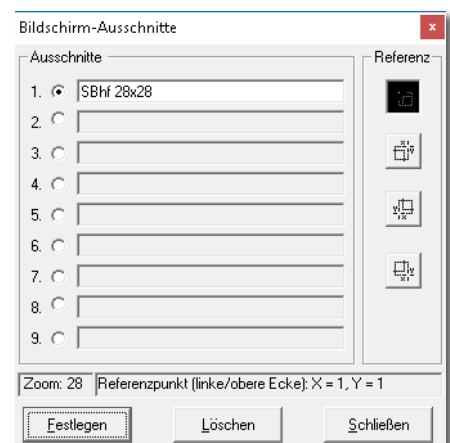 Bildschirm-Ausschnitte x
Ausschnitte
1. SBhf 28x28
2.
3.
4.
5.
6.
7.
8.
9.
Referenz
Zoom: 28 Referenzpunkt (linke/obere Ecke): X = 1, Y = 1
Festlegen Löschen Schließen